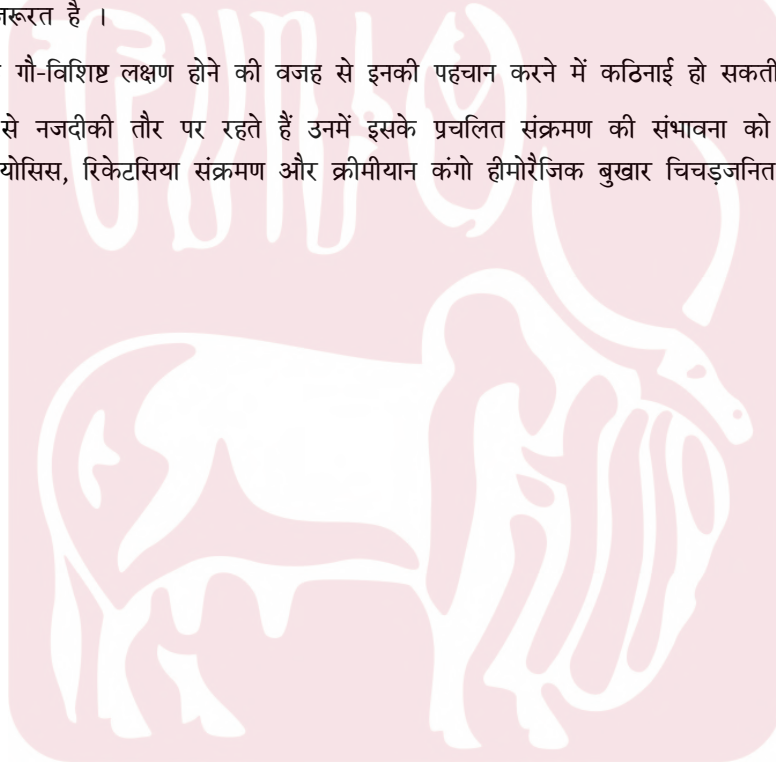 जरूरत है ।
गौ-विशिष्ट लक्षण होने की वजह से इनकी पहचान करने में कठिनाई हो सकती
से नजदीकी तौर पर रहते हैं उनमें इसके प्रचलित संक्रमण की संभावना को
योसिस, रिकेटसिया संक्रमण और क्रीमीयान कंगो हीमोरैजिक बुखार चिचड़जनित